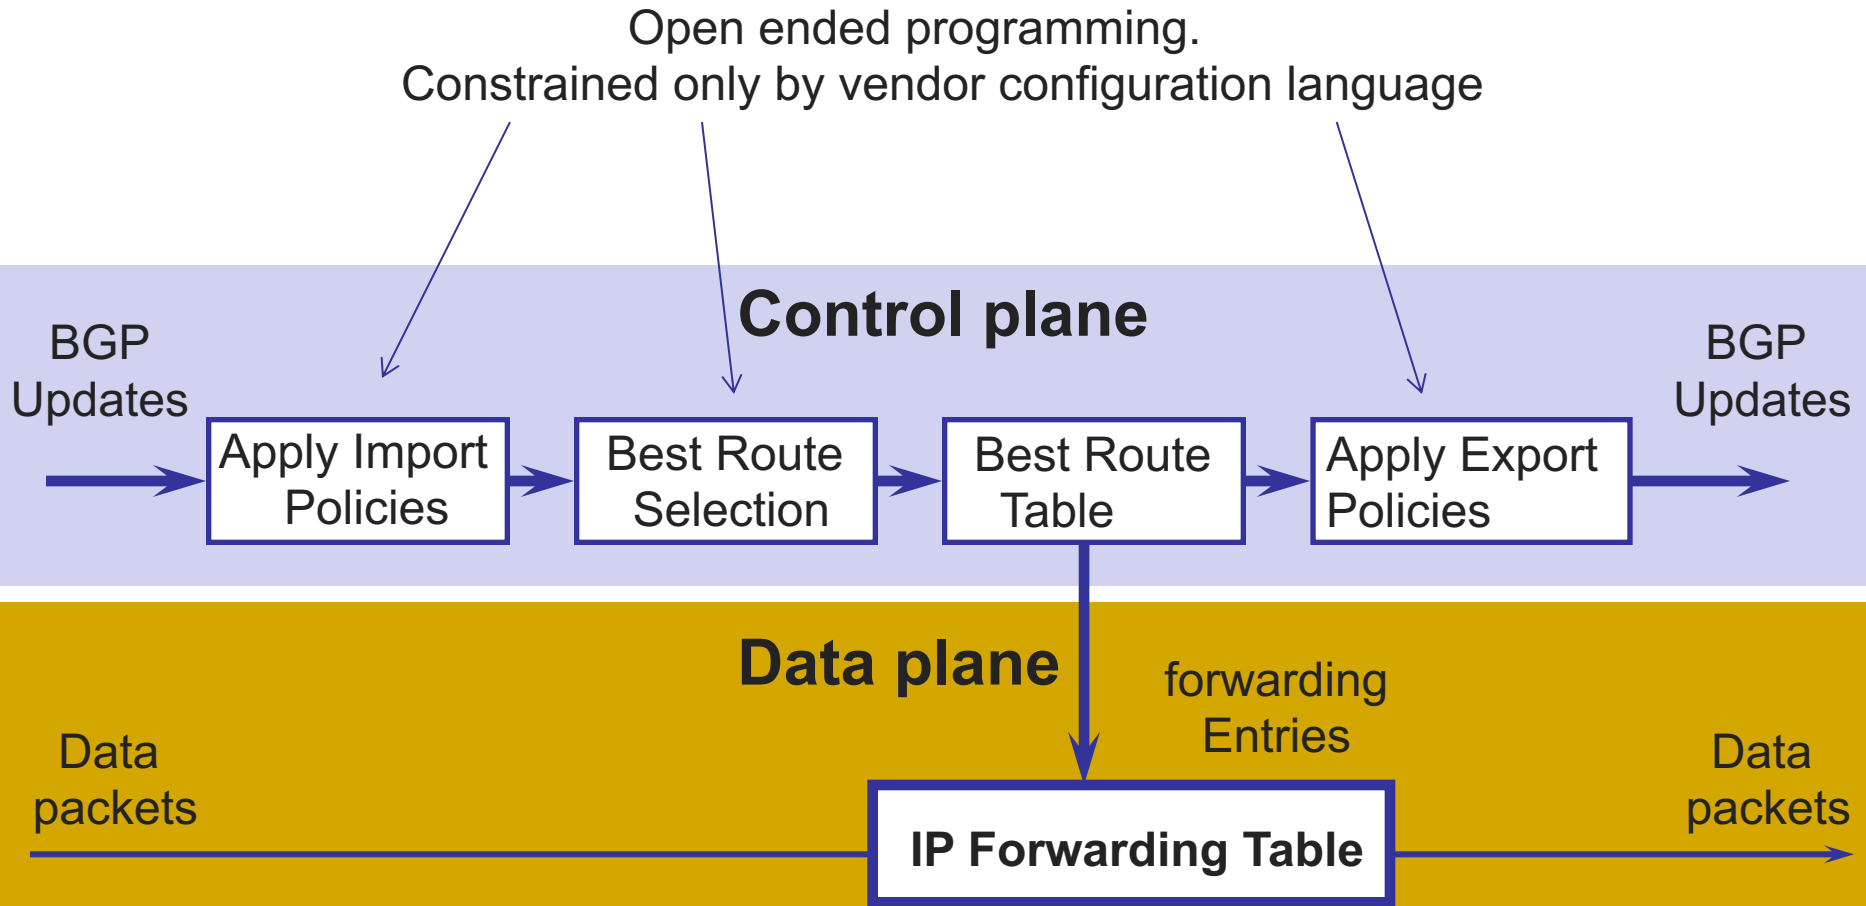 Open ended programming.
Constrained only by vendor configuration language
Control plane
BGP
Updates
BGP
Updates
Apply Import
Policies
Best Route
Selection
Best Route
Table
Apply Export
Policies
Data plane
forwarding
Entries
Data
packets
Data
packets
IP Forwarding Table